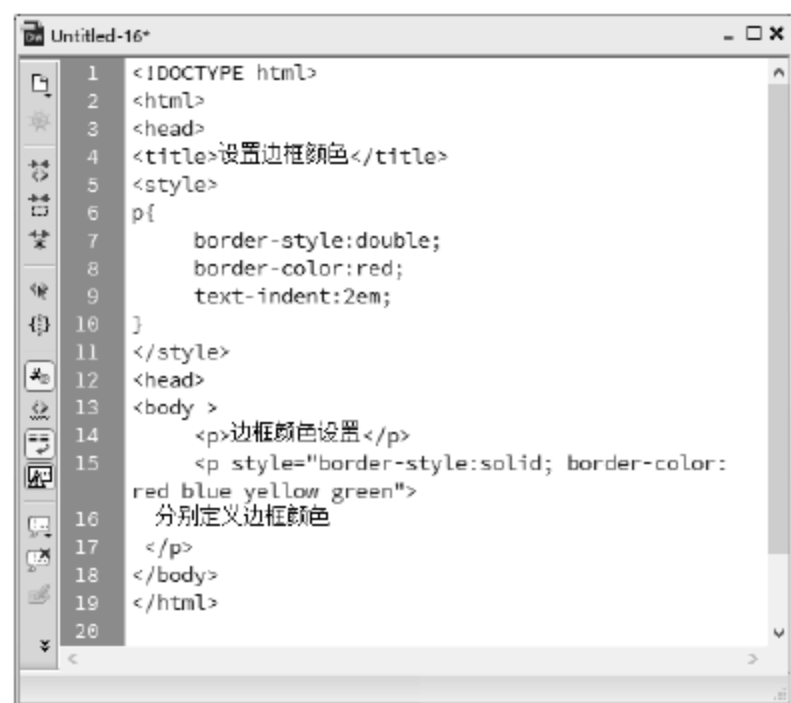 Untitled-16*
1 <!DOCTYPE html>
2 <html>
3 <head>
4 <title>设置边框颜色</title>
5 <style>
6 p{
7 border-style:double;
8 border-color:red;
9 text-indent:2em;
10 }
11 </style>
12 <head>
13 <body >
14 <p>边框颜色设置</p>
15 <p style="border-style:solid; border-color:
red blue yellow green">
16 分别定义边框颜色
17 </p>
18 </body>
19 </html>
20